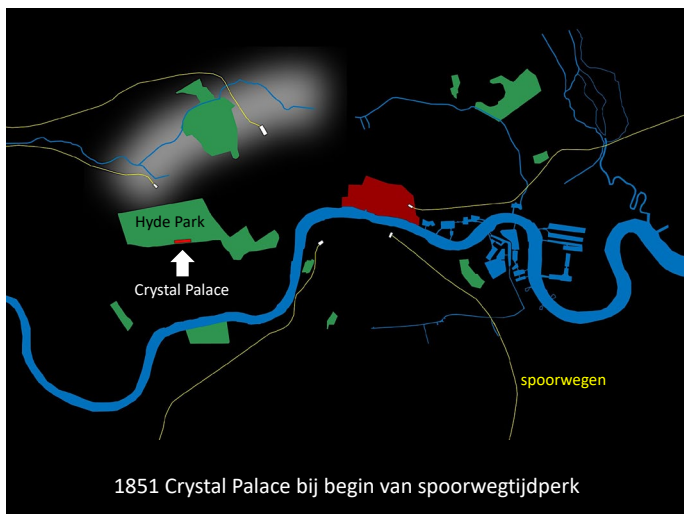 Hyde Park
Crystal Palace
spoorwegen
1851 Crystal Palace bij begin van spoorwegtijdperk